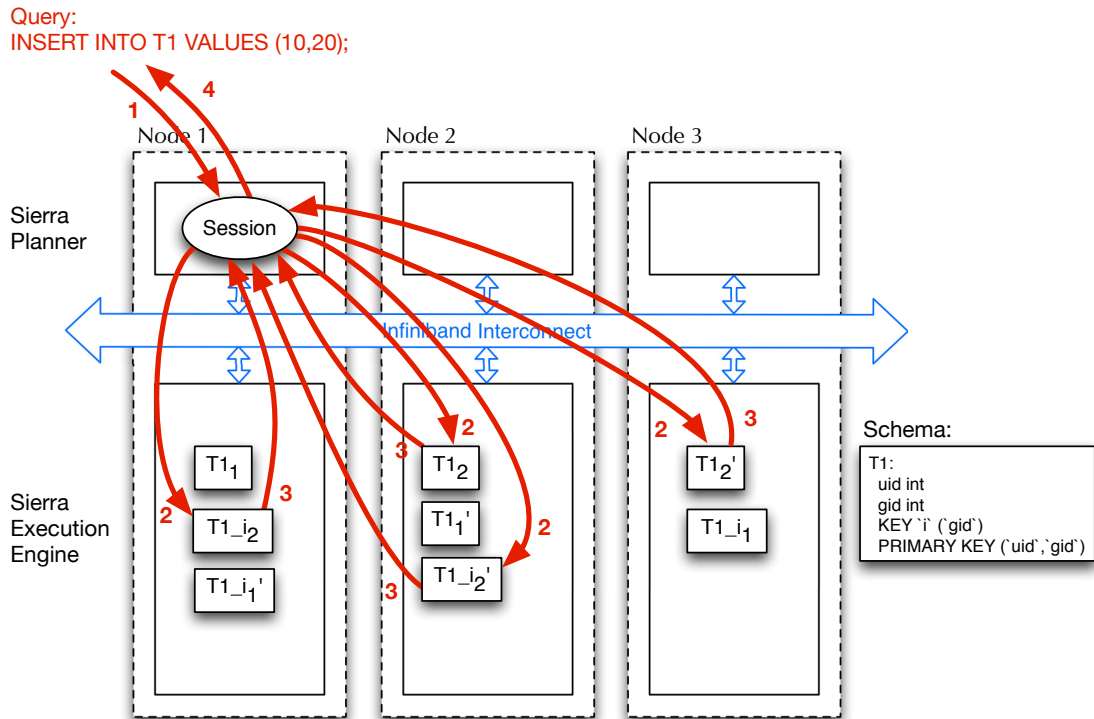 Query:
INSERT INTO T1 VALUES (10,20);
1
4
Node 1
Node 2
Node 3
Sierra
Planner
Session
Infiniband Interconnect
Sierra
Execution
Engine
T1₁
T1_i₂
T1_i₁'
2
3
T1₂
T1₁'
T1_i₂'
2
3
2
3
T1₂'
T1_i₁
2
3
Schema:
T1:
uid int
gid int
KEY `i` (`gid`)
PRIMARY KEY (`uid`,`gid`)